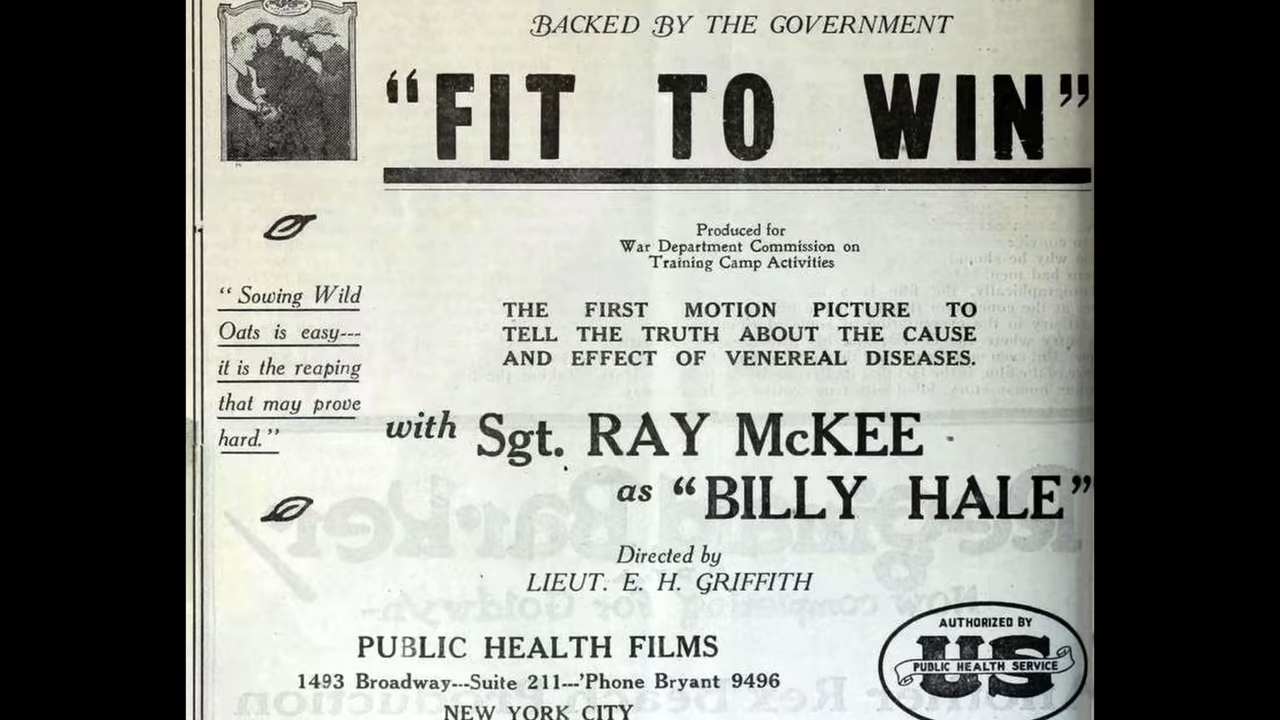 BACKED BY THE GOVERNMENT
"FIT TO WIN"
Produced for
War Department Commission on
Training Camp Activities
"Sowing Wild
Oats is easy---
it is the reaping
that may prove
hard."
THE FIRST MOTION PICTURE TO
TELL THE TRUTH ABOUT THE CAUSE
AND EFFECT OF VENEREAL DISEASES.
with Sgt. RAY McKEE
as "BILLY HALE"
Directed by
LIEUT. E. H. GRIFFITH
PUBLIC HEALTH FILMS
1493 Broadway---Suite 211---'Phone Bryant 9496
NEW YORK CITY
AUTHORIZED BY
US
PUBLIC HEALTH SERVICE